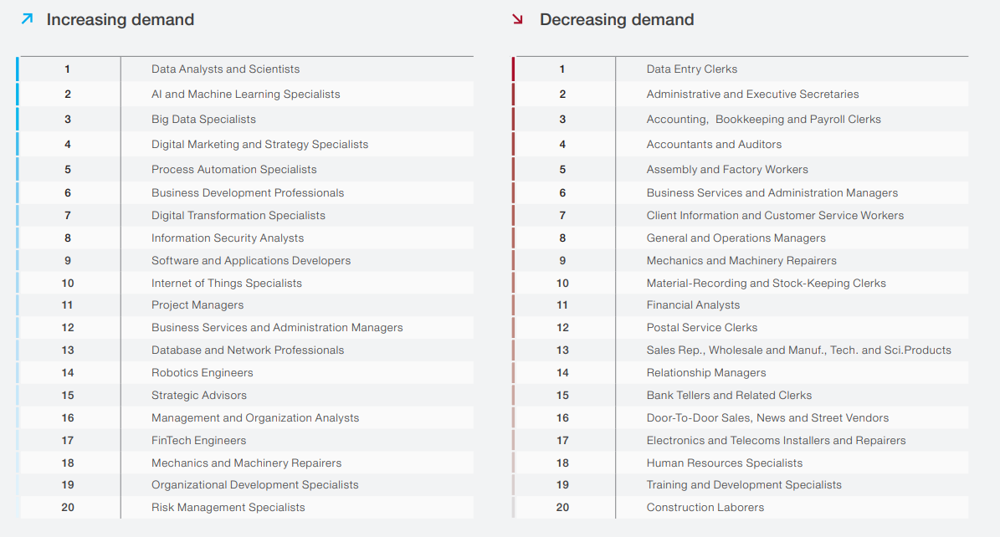 Increasing demand
1 Data Analysts and Scientists
2 AI and Machine Learning Specialists
3 Big Data Specialists
4 Digital Marketing and Strategy Specialists
5 Process Automation Specialists
6 Business Development Professionals
7 Digital Transformation Specialists
8 Information Security Analysts
9 Software and Applications Developers
10 Internet of Things Specialists
11 Project Managers
12 Business Services and Administration Managers
13 Database and Network Professionals
14 Robotics Engineers
15 Strategic Advisors
16 Management and Organization Analysts
17 FinTech Engineers
18 Mechanics and Machinery Repairers
19 Organizational Development Specialists
20 Risk Management Specialists
Decreasing demand
1 Data Entry Clerks
2 Administrative and Executive Secretaries
3 Accounting, Bookkeeping and Payroll Clerks
4 Accountants and Auditors
5 Assembly and Factory Workers
6 Business Services and Administration Managers
7 Client Information and Customer Service Workers
8 General and Operations Managers
9 Mechanics and Machinery Repairers
10 Material-Recording and Stock-Keeping Clerks
11 Financial Analysts
12 Postal Service Clerks
13 Sales Rep., Wholesale and Manuf., Tech. and Sci.Products
14 Relationship Managers
15 Bank Tellers and Related Clerks
16 Door-To-Door Sales, News and Street Vendors
17 Electronics and Telecoms Installers and Repairers
18 Human Resources Specialists
19 Training and Development Specialists
20 Construction Laborers